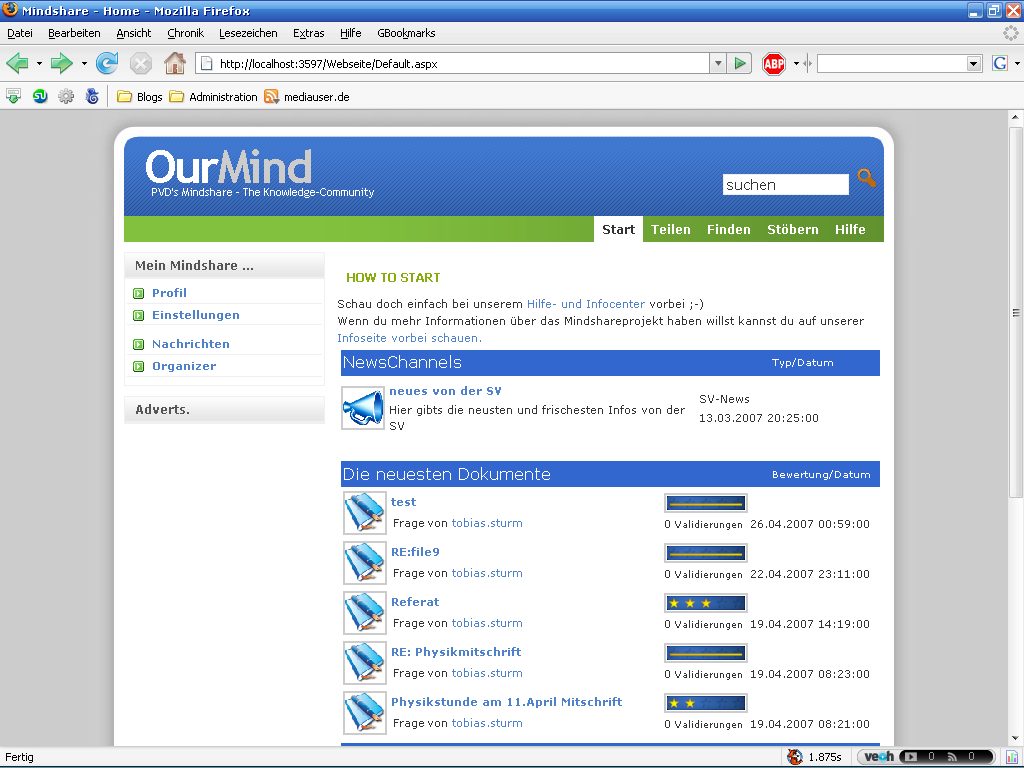 Mindshare - Home - Mozilla Firefox
Datei Bearbeiten Ansicht Chronik Lesezeichen Extras Hilfe GBookmarks
http://localhost:3597/Webseite/Default.aspx
ABP
G
Blogs Administration mediauser.de
OurMind
PVD's Mindshare - The Knowledge-Community
suchen
Start Teilen Finden Stöbern Hilfe
Mein Mindshare ...
Profil
Einstellungen
Nachrichten
Organizer
Adverts.
HOW TO START
Schau doch einfach bei unserem Hilfe- und Infocenter vorbei ;-)
Wenn du mehr Informationen über das Mindshareprojekt haben willst kannst du auf unserer
Infoseite vorbei schauen.
NewsChannels Typ/Datum
neues von der SV
Hier gibts die neusten und frischesten Infos von der
SV
SV-News
13.03.2007 20:25:00
Die neuesten Dokumente Bewertung/Datum
test
Frage von tobias.sturm 0 Validierungen 26.04.2007 00:59:00
RE:file9
Frage von tobias.sturm 0 Validierungen 22.04.2007 23:11:00
Referat
Frage von tobias.sturm 0 Validierungen 19.04.2007 14:19:00
RE: Physikmitschrift
Frage von tobias.sturm 0 Validierungen 19.04.2007 08:23:00
Physikstunde am 11.April Mitschrift
Frage von tobias.sturm 0 Validierungen 19.04.2007 08:21:00
Fertig 1.875s veoh 0 0